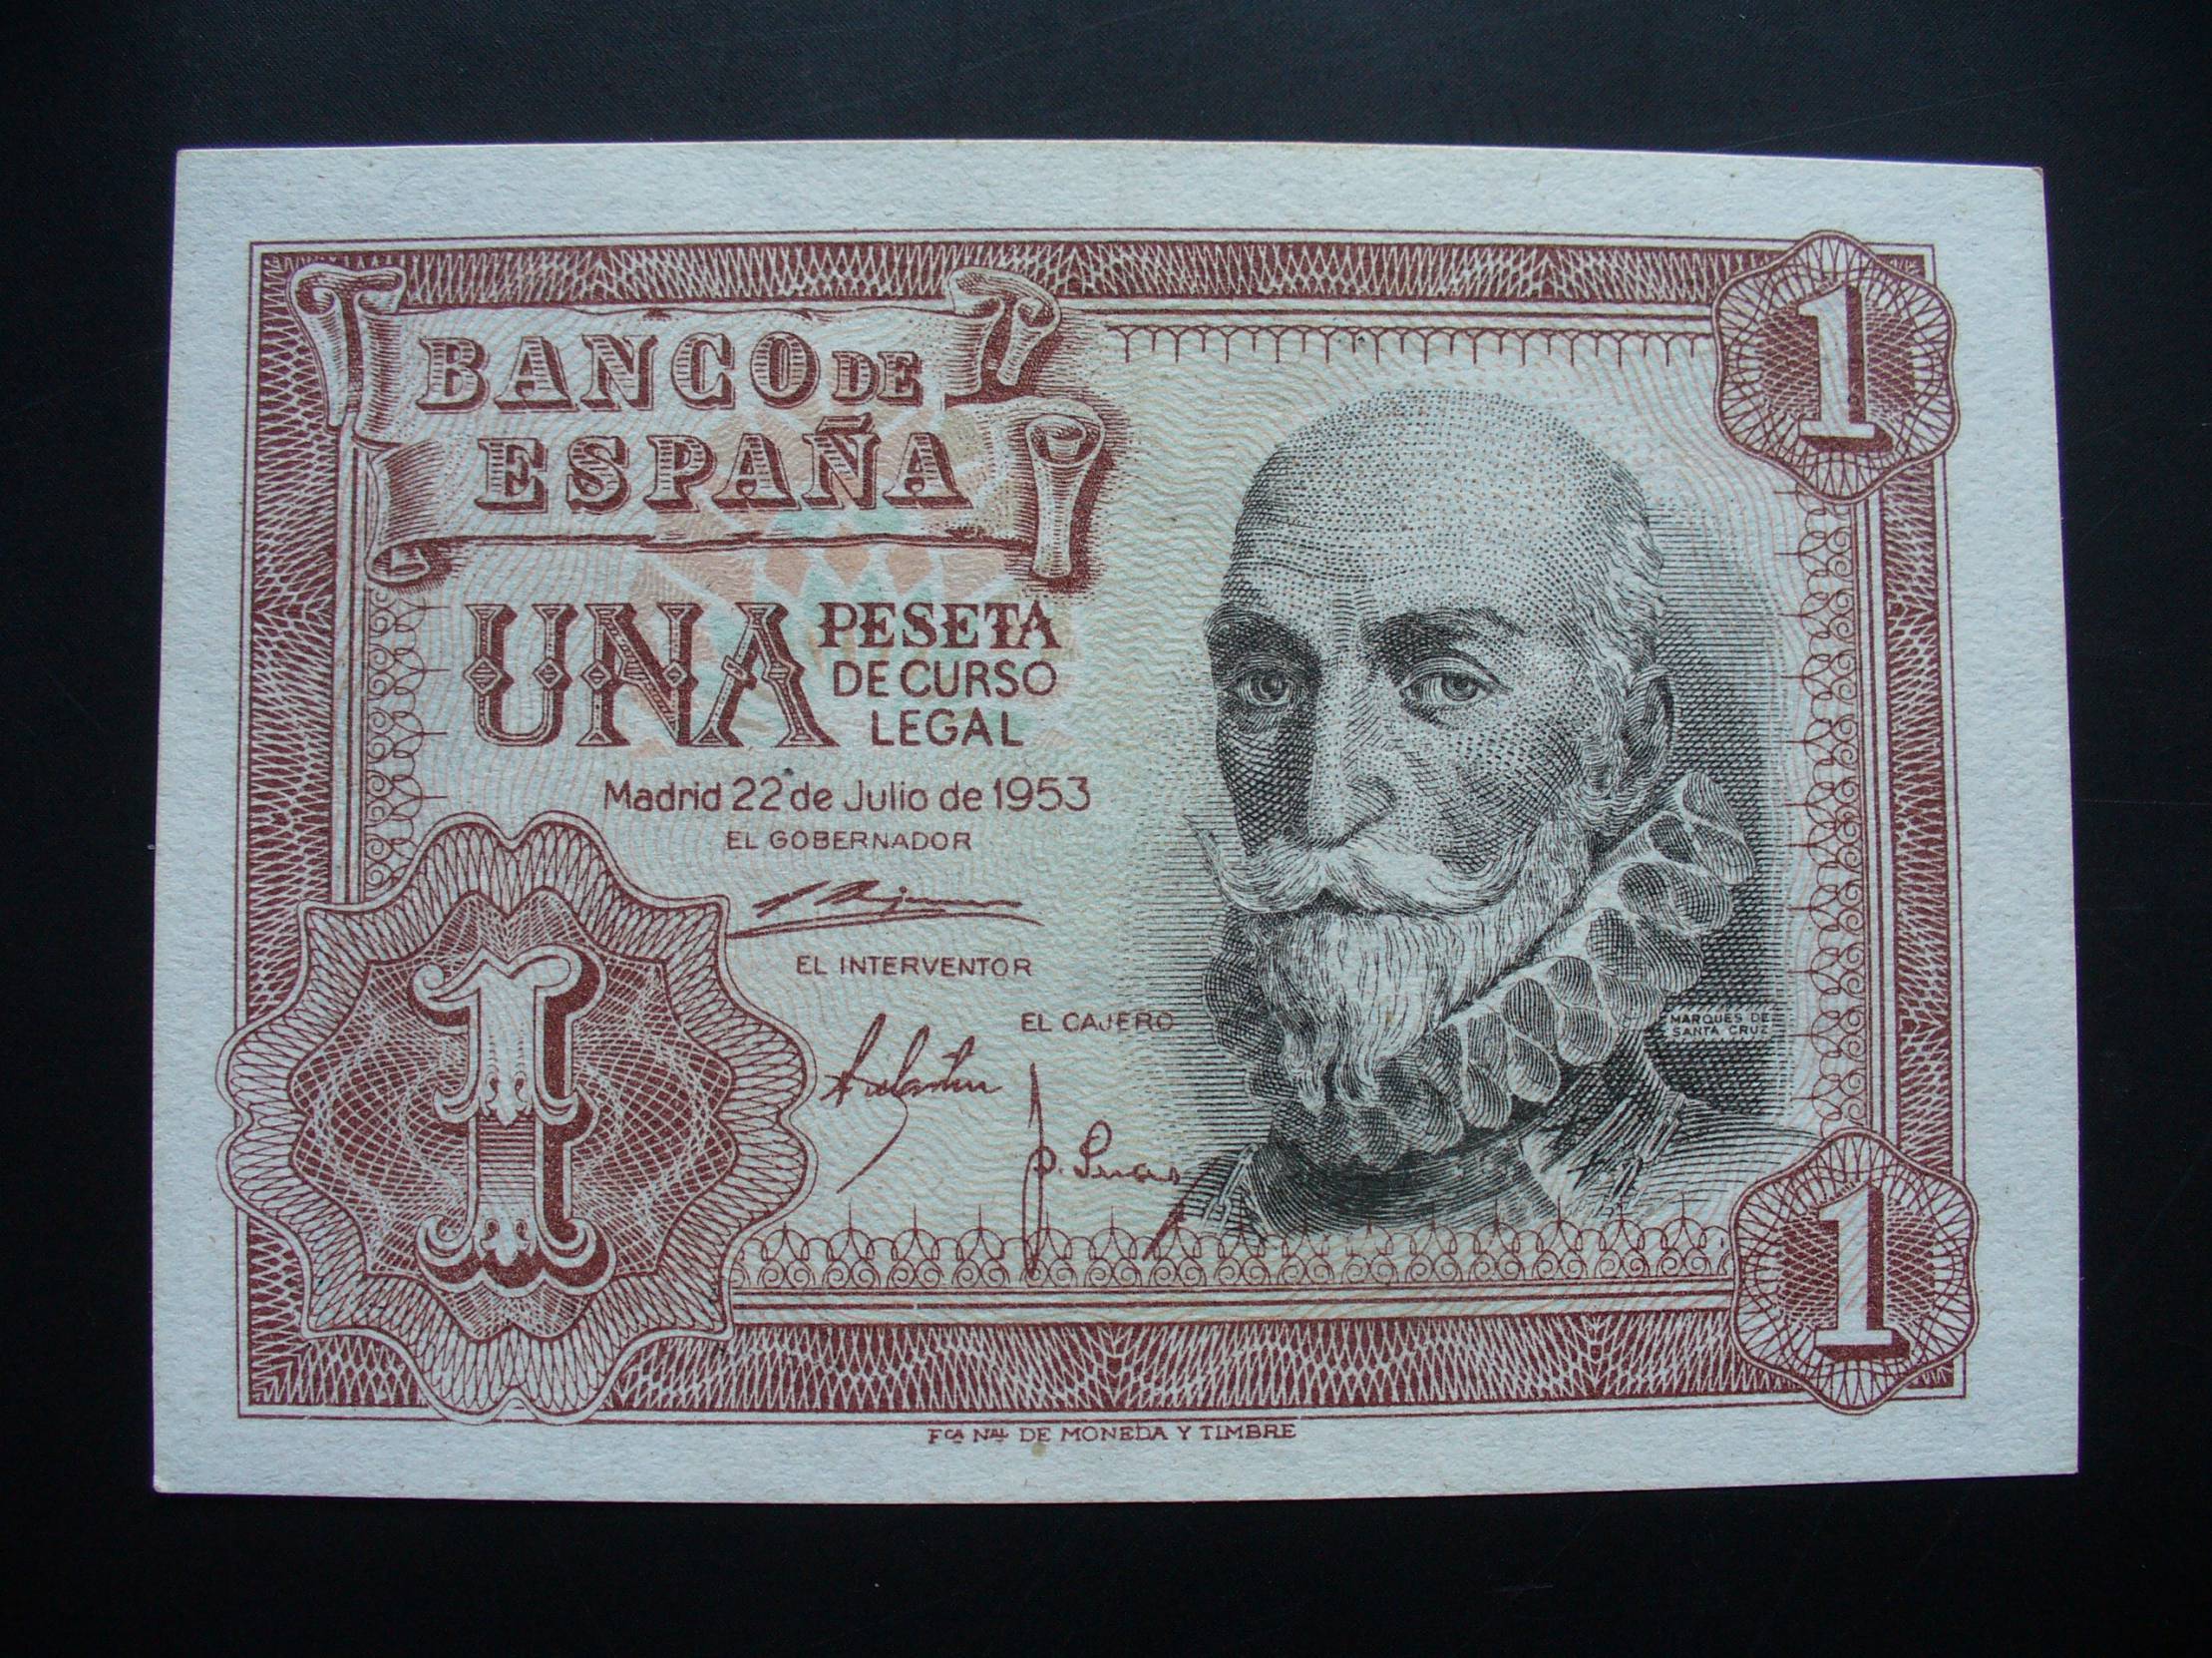 BANCO DE
ESPAÑA
1
UNA PESETA
DE CURSO
LEGAL
Madrid 22 de Julio de 1953
EL GOBERNADOR
EL INTERVENTOR
EL CAJERO
MARQUES DE
SANTA CRUZ
1
1
FCA NAL DE MONEDA Y TIMBRE